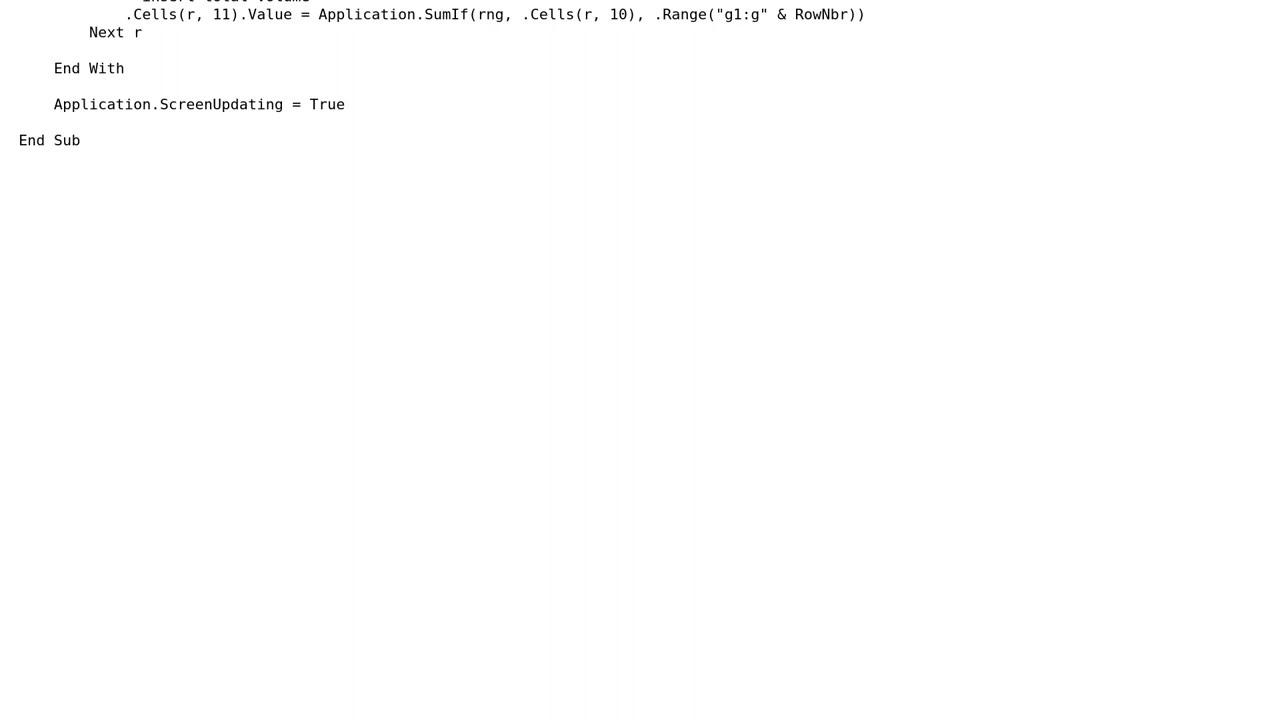 .Cells(r, 11).Value = Application.SumIf(rng, .Cells(r, 10), .Range("g1:g" & RowNbr))
Next r
End With
Application.ScreenUpdating = True
End Sub